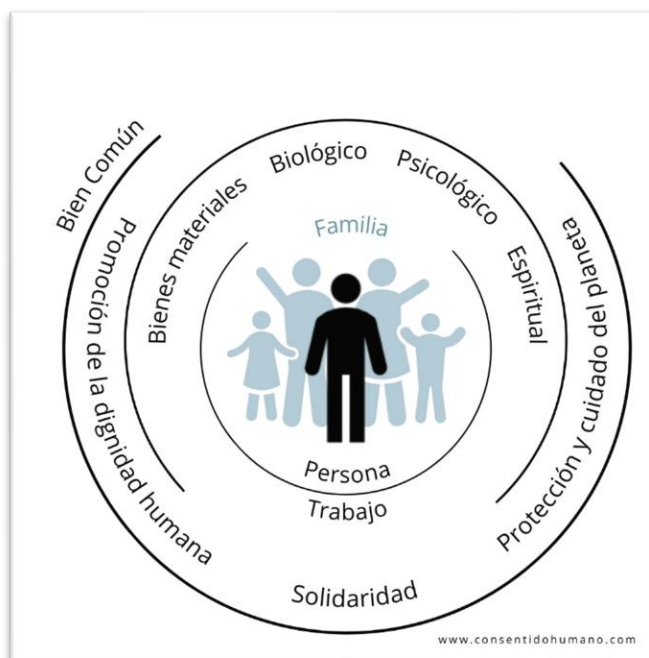 Bien Común
Promoción de la dignidad humana
Bienes materiales
Biológico
Psicológico
Espiritual
Familia
Persona
Trabajo
Solidaridad
Protección y cuidado del planeta
www.consentidohumano.com